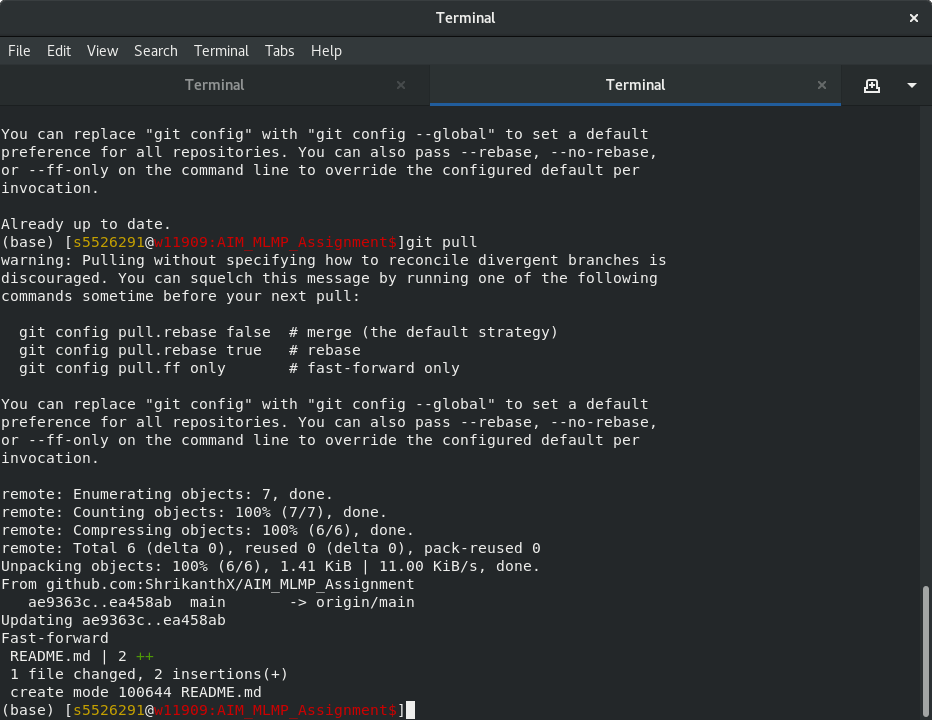 Terminal
File Edit View Search Terminal Tabs Help
Terminal Terminal
You can replace "git config" with "git config --global" to set a default
preference for all repositories. You can also pass --rebase, --no-rebase,
or --ff-only on the command line to override the configured default per
invocation.
Already up to date.
(base) [s5526291@w11909:AIM_MLMP_Assignment$]git pull
warning: Pulling without specifying how to reconcile divergent branches is
discouraged. You can squelch this message by running one of the following
commands sometime before your next pull:
  git config pull.rebase false  # merge (the default strategy)
  git config pull.rebase true   # rebase
  git config pull.ff only       # fast-forward only
You can replace "git config" with "git config --global" to set a default
preference for all repositories. You can also pass --rebase, --no-rebase,
or --ff-only on the command line to override the configured default per
invocation.
remote: Enumerating objects: 7, done.
remote: Counting objects: 100% (7/7), done.
remote: Compressing objects: 100% (6/6), done.
remote: Total 6 (delta 0), reused 0 (delta 0), pack-reused 0
Unpacking objects: 100% (6/6), 1.41 KiB | 11.00 KiB/s, done.
From github.com:ShrikanthX/AIM_MLMP_Assignment
   ae9363c..ea458ab  main       -> origin/main
Updating ae9363c..ea458ab
Fast-forward
 README.md | 2 ++
 1 file changed, 2 insertions(+)
 create mode 100644 README.md
(base) [s5526291@w11909:AIM_MLMP_Assignment$]